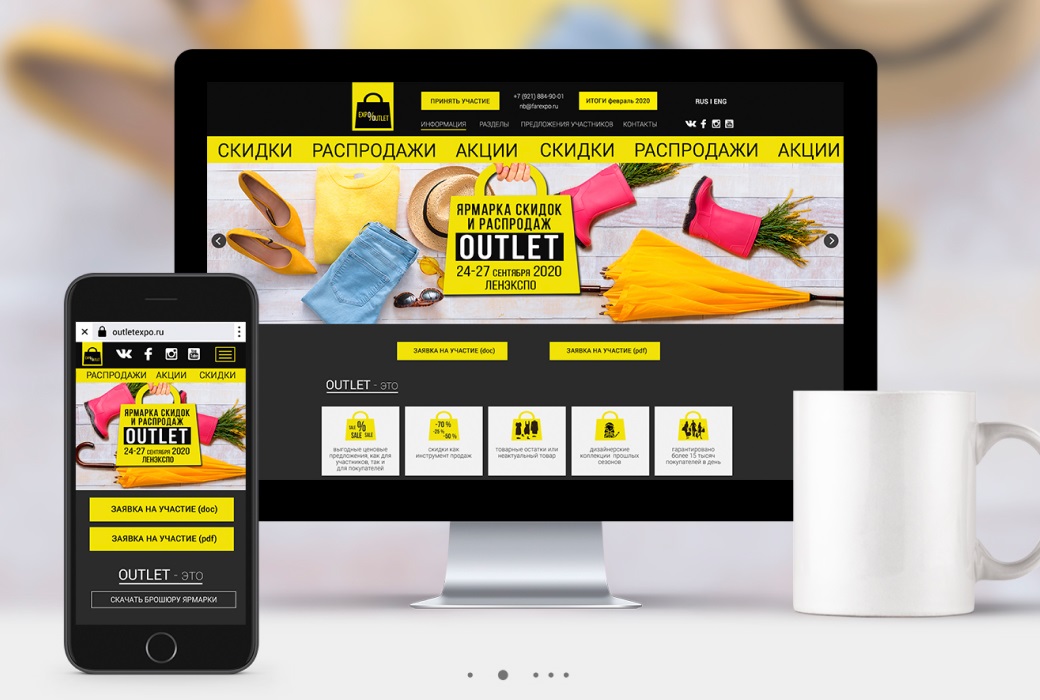 ПРИНЯТЬ УЧАСТИЕ
+7 (921) 884-90-01
nb@farexpo.ru
ИТОГИ февраль 2020
RUS I ENG
EXPO%OUTLET
ИНФОРМАЦИЯ РАЗДЕЛЫ ПРЕДЛОЖЕНИЯ УЧАСТНИКОВ КОНТАКТЫ
СКИДКИ РАСПРОДАЖИ АКЦИИ СКИДКИ РАСПРОДАЖИ АКЦИИ
ЯРМАРКА СКИДОК
И РАСПРОДАЖ
OUTLET
24-27 СЕНТЯБРЯ 2020
ЛЕНЭКСПО
ЗАЯВКА НА УЧАСТИЕ (doc) ЗАЯВКА НА УЧАСТИЕ (pdf)
OUTLET - ЭТО
SALE % SALE SALE
выгодные ценовые
предложения, как для
участников, так и
для покупателей
-70 %
-50 %
скидки как
инструмент продаж
товарные остатки или
неактуальный товар
дизайнерские
коллекции прошлых
сезонов
гарантировано
более 15 тысяч
покупателей в день
outletexpo.ru
РАСПРОДАЖИ АКЦИИ СКИДКИ
ЯРМАРКА СКИДОК
И РАСПРОДАЖ
OUTLET
24-27 СЕНТЯБРЯ 2020
ЛЕНЭКСПО
ЗАЯВКА НА УЧАСТИЕ (doc)
ЗАЯВКА НА УЧАСТИЕ (pdf)
OUTLET - ЭТО
СКАЧАТЬ БРОШЮРУ ЯРМАРКИ